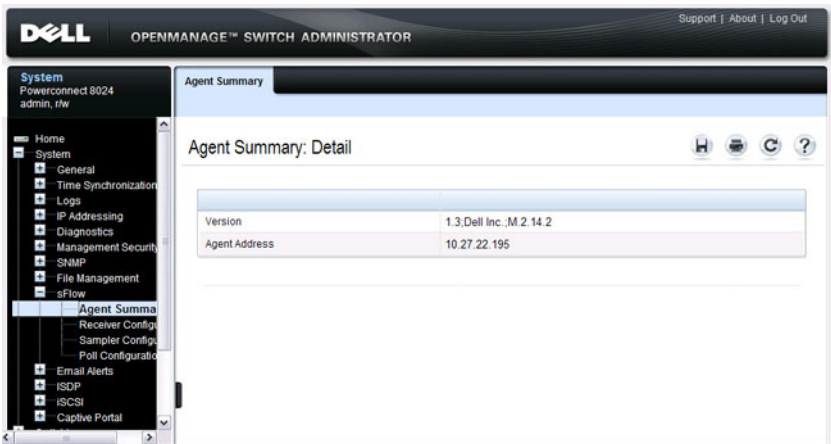 Support | About | Log Out
DELL
OPENMANAGE™ SWITCH ADMINISTRATOR
System
Powerconnect 8024
admin, r/w
Agent Summary
Home
System
General
Time Synchronization
Logs
IP Addressing
Diagnostics
Management Security
SNMP
File Management
sFlow
Agent Summa
Receiver Configu
Sampler Configu
Poll Configuratio
Email Alerts
ISDP
iSCSI
Captive Portal
Agent Summary: Detail
Version 1.3;Dell Inc.;M.2.14.2
Agent Address 10.27.22.195